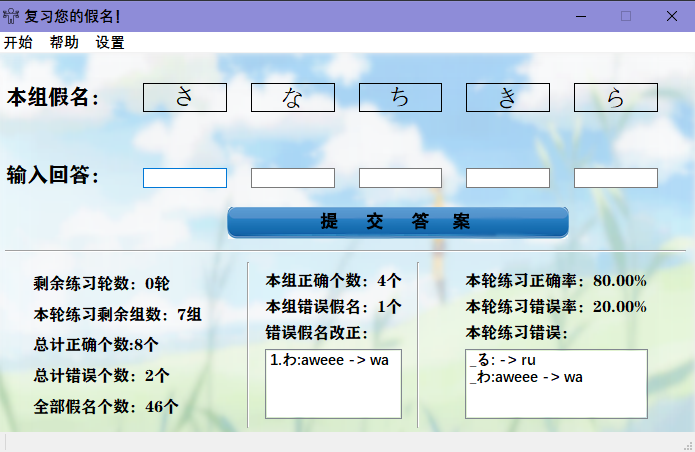 复习您的假名！
开始 帮助 设置
本组假名： さ な ち き ら
输入回答：
提 交 答 案
剩余练习轮数：0轮
本轮练习剩余组数：7组
总计正确个数:8个
总计错误个数：2个
全部假名个数：46个
本组正确个数：4个
本组错误假名：1个
错误假名改正：
1.わ:aweee -> wa
本轮练习正确率：80.00%
本轮练习错误率：20.00%
本轮练习错误：
_る: -> ru
_わ:aweee -> wa